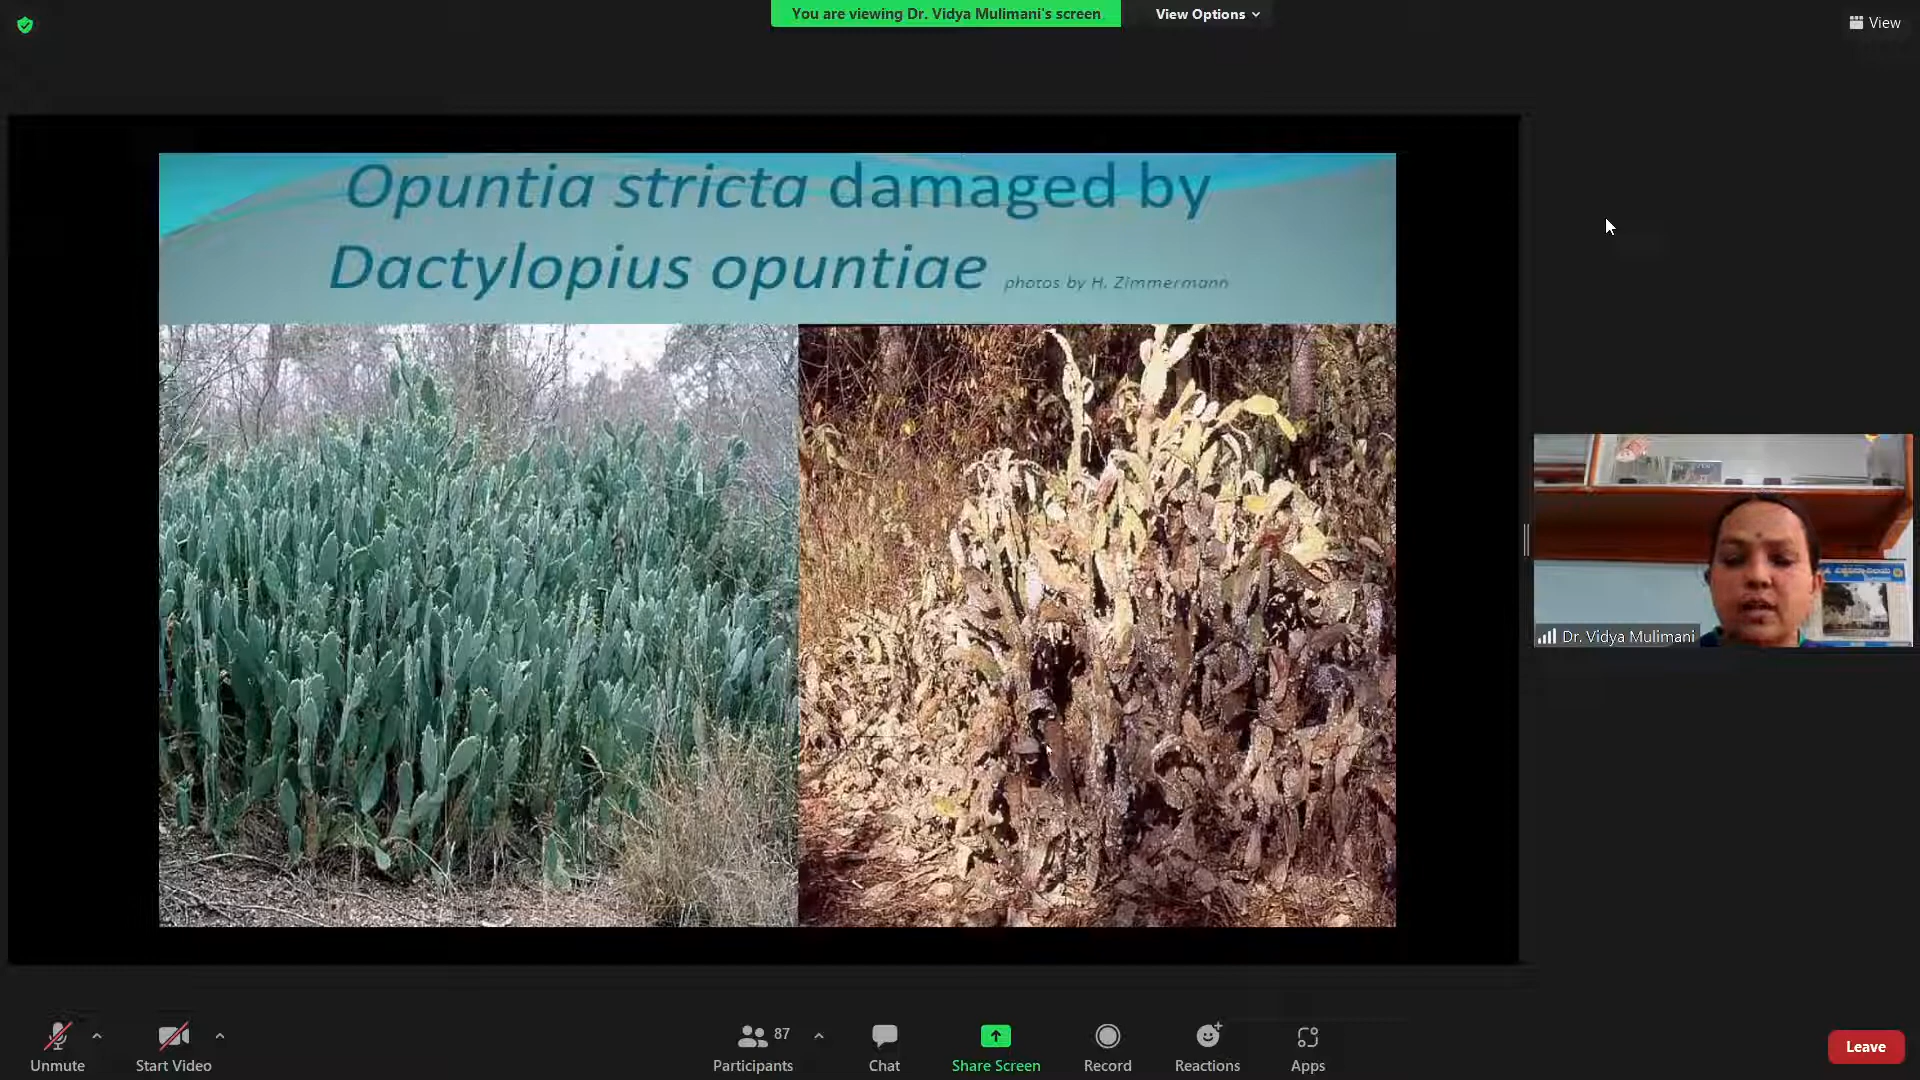 You are viewing Dr. Vidya Mulimani's screen
View Options
View
Opuntia stricta damaged by
Dactylopius opuntiae photos by H. Zimmermann
Dr. Vidya Mulimani
Unmute
Start Video
87
Participants
Chat
Share Screen
Record
Reactions
Apps
Leave